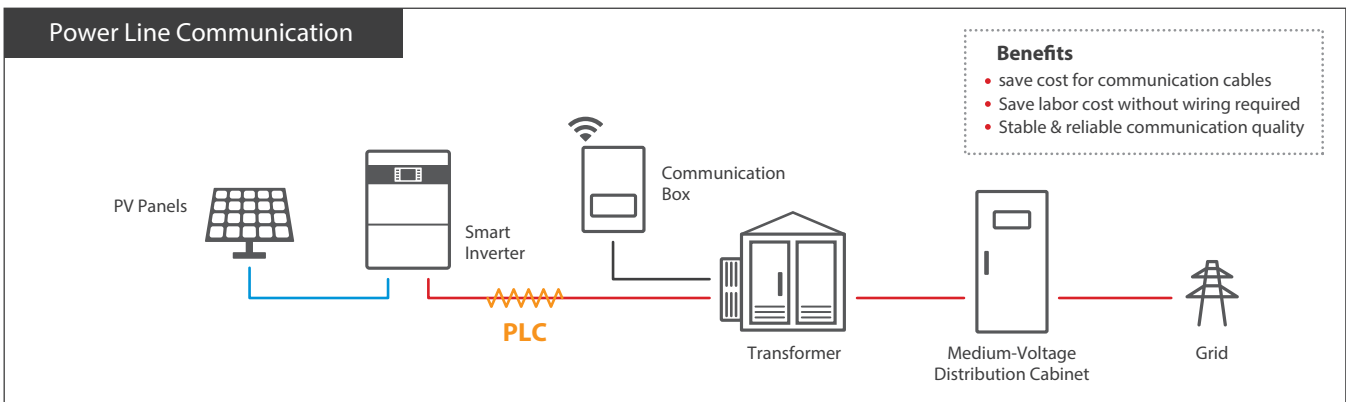 Power Line Communication
Benefits
• save cost for communication cables
• Save labor cost without wiring required
• Stable & reliable communication quality
PV Panels
Smart
Inverter
Communication
Box
PLC
Transformer
Medium-Voltage
Distribution Cabinet
Grid